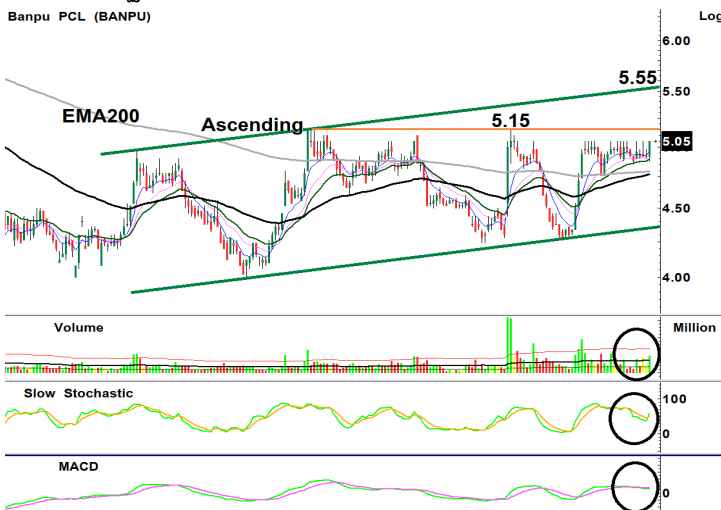 Banpu PCL (BANPU)
Log
6.00
5.55
5.50
EMA200
Ascending
5.15
5.05
4.50
4.00
Volume
Million
Slow Stochastic
100
0
MACD
0